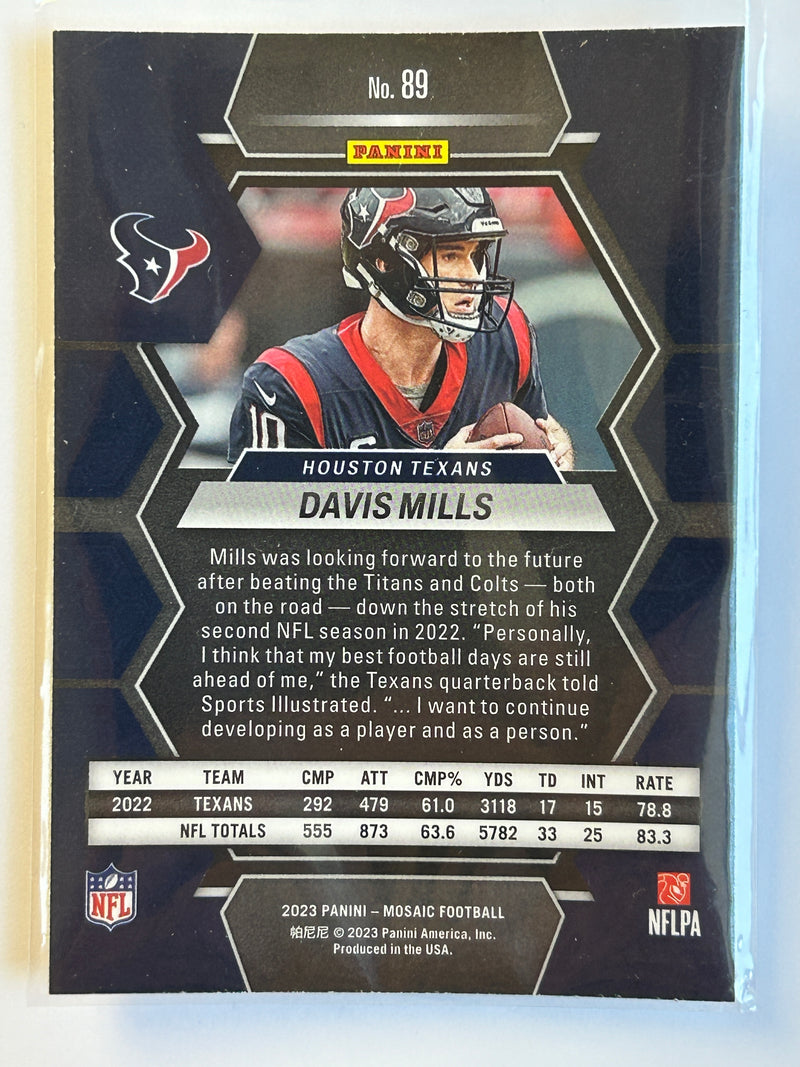 No. 89
PANINI
10
HOUSTON TEXANS
DAVIS MILLS
Mills was looking forward to the future
after beating the Titans and Colts — both
on the road — down the stretch of his
second NFL season in 2022. “Personally,
I think that my best football days are still
ahead of me,” the Texans quarterback told
Sports Illustrated. “... I want to continue
developing as a player and as a person.”
YEAR TEAM CMP ATT CMP% YDS TD INT RATE
2022 TEXANS 292 479 61.0 3118 17 15 78.8
NFL TOTALS 555 873 63.6 5782 33 25 83.3
NFL
NFLPA
2023 PANINI – MOSAIC FOOTBALL
帕尼尼 © 2023 Panini America, Inc.
Produced in the USA.